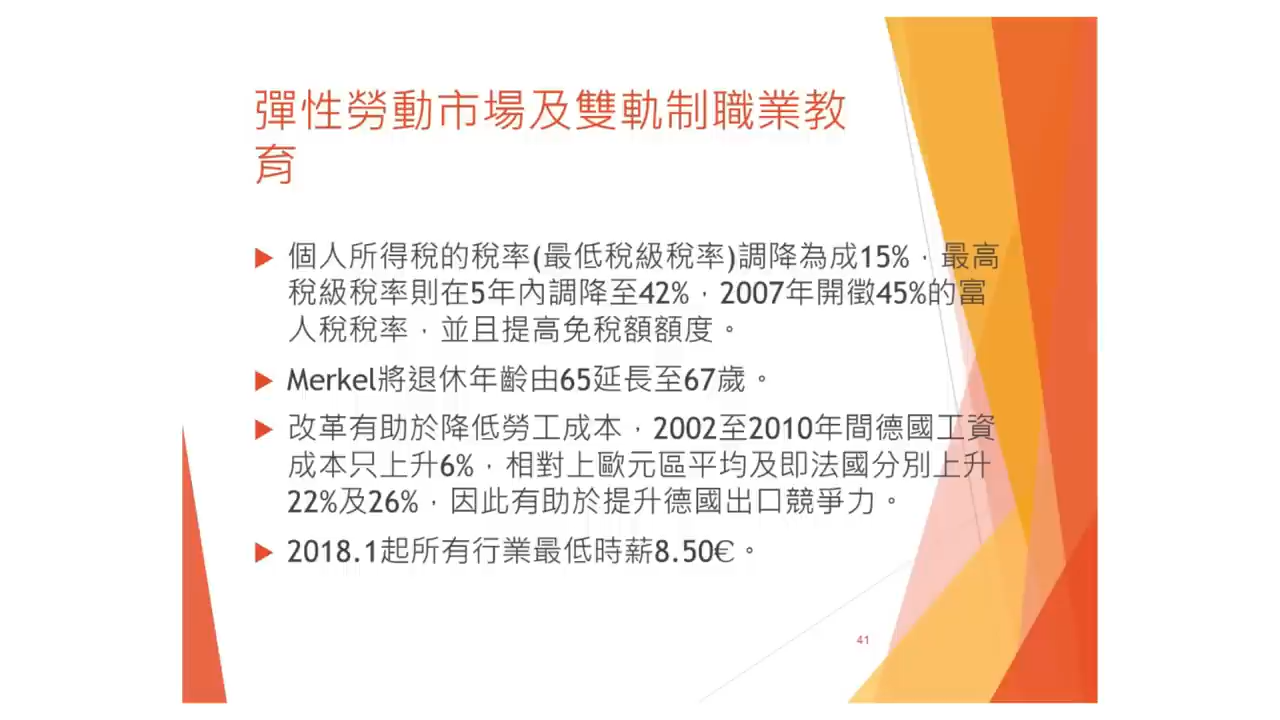 彈性勞動市場及雙軌制職業教
育
個人所得稅的稅率(最低稅級稅率)調降為成15%，最高
稅級稅率則在5年內調降至42%，2007年開徵45%的富
人稅稅率，並且提高免稅額額度。
Merkel將退休年齡由65延長至67歲。
改革有助於降低勞工成本，2002至2010年間德國工資
成本只上升6%，相對上歐元區平均及即法國分別上升
22%及26%，因此有助於提升德國出口競爭力。
2018.1起所有行業最低時薪8.50€。
41